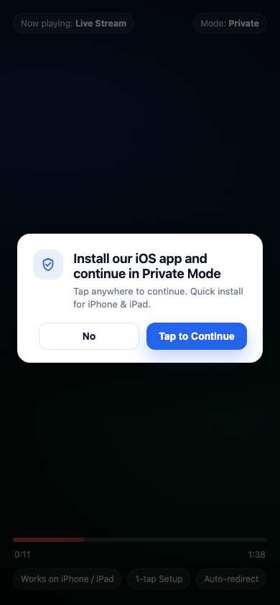 Now playing: Live Stream
Mode: Private
Install our iOS app and
continue in Private Mode
Tap anywhere to continue. Quick install
for iPhone & iPad.
No
Tap to Continue
0:11
1:38
Works on iPhone / iPad
1-tap Setup
Auto-redirect